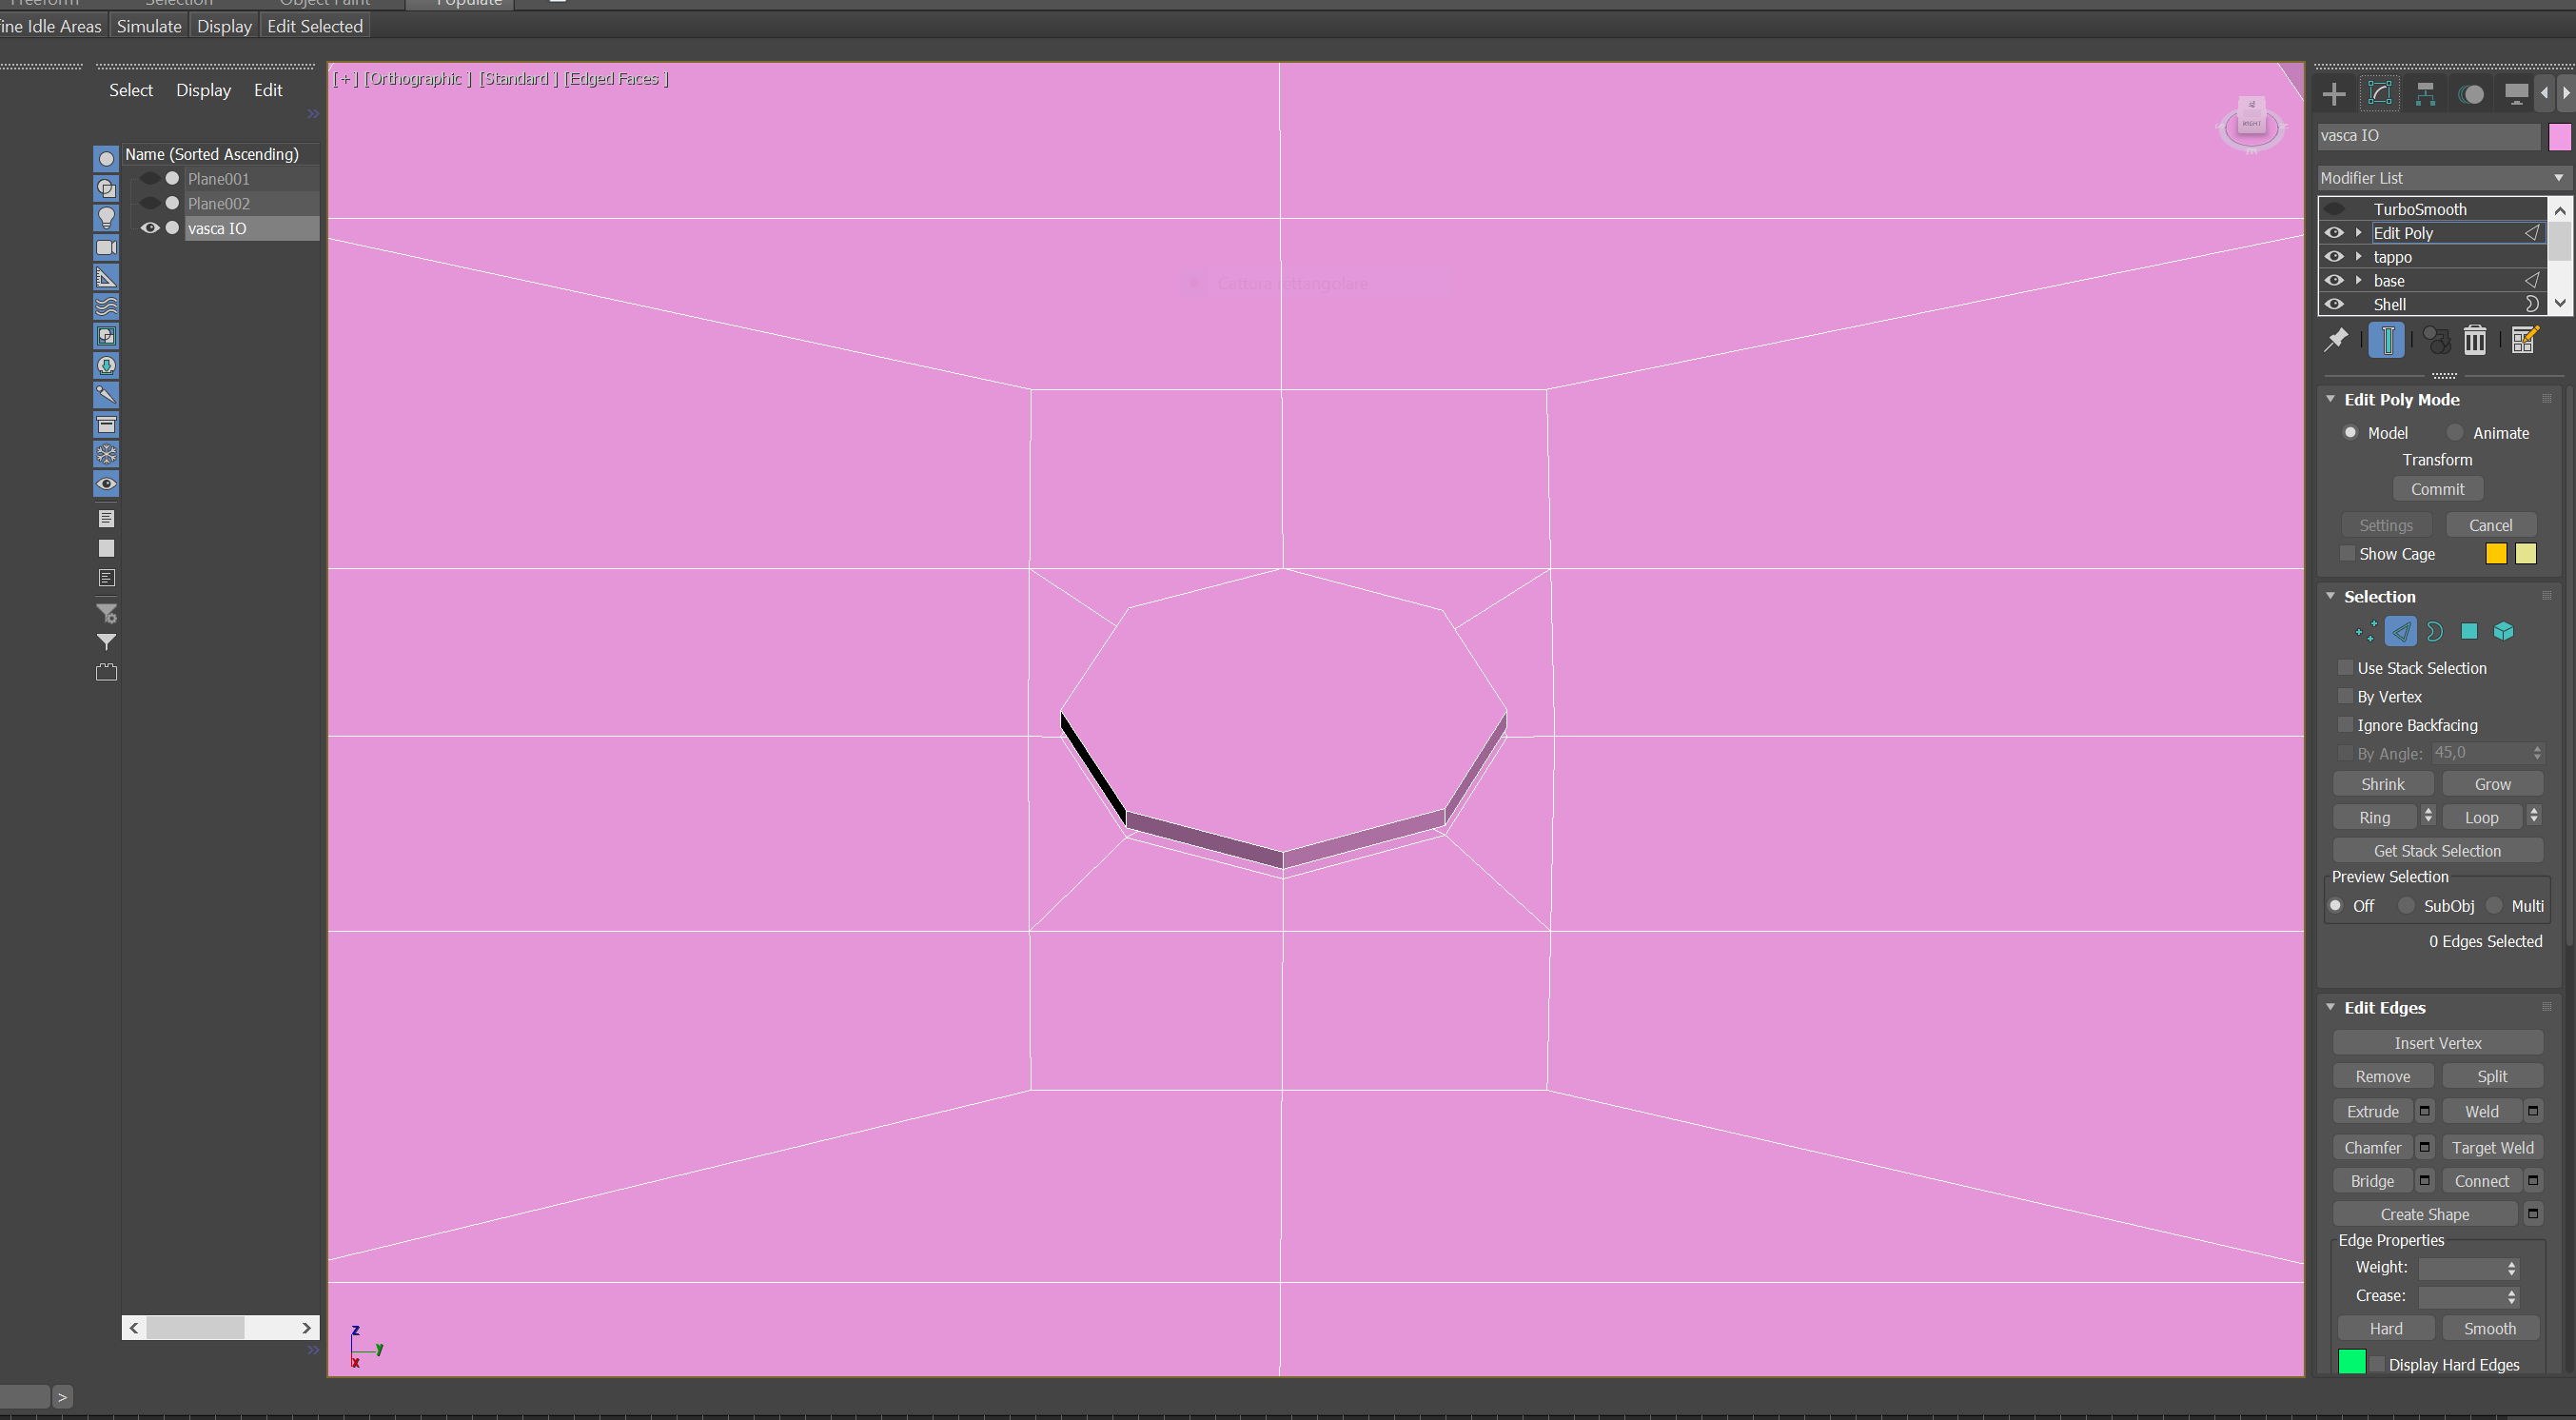 Freeform Selection Object Paint Populate
ine Idle Areas Simulate Display Edit Selected
Select Display Edit
[+] [Orthographic ] [Standard ] [Edged Faces ]
RIGHT
vasca IO
Name (Sorted Ascending)
Plane001
Plane002
vasca IO
Modifier List
TurboSmooth
Edit Poly
tappo
base
Shell
Cattura rettangolare
Edit Poly Mode
Model Animate
Transform
Commit
Settings Cancel
Show Cage
Selection
Use Stack Selection
By Vertex
Ignore Backfacing
By Angle: 45,0
Shrink Grow
Ring Loop
Get Stack Selection
Preview Selection
Off SubObj Multi
0 Edges Selected
Edit Edges
Insert Vertex
Remove Split
Extrude Weld
Chamfer Target Weld
Bridge Connect
Create Shape
Edge Properties
Weight:
Crease:
Hard Smooth
Display Hard Edges
z
y
x
>